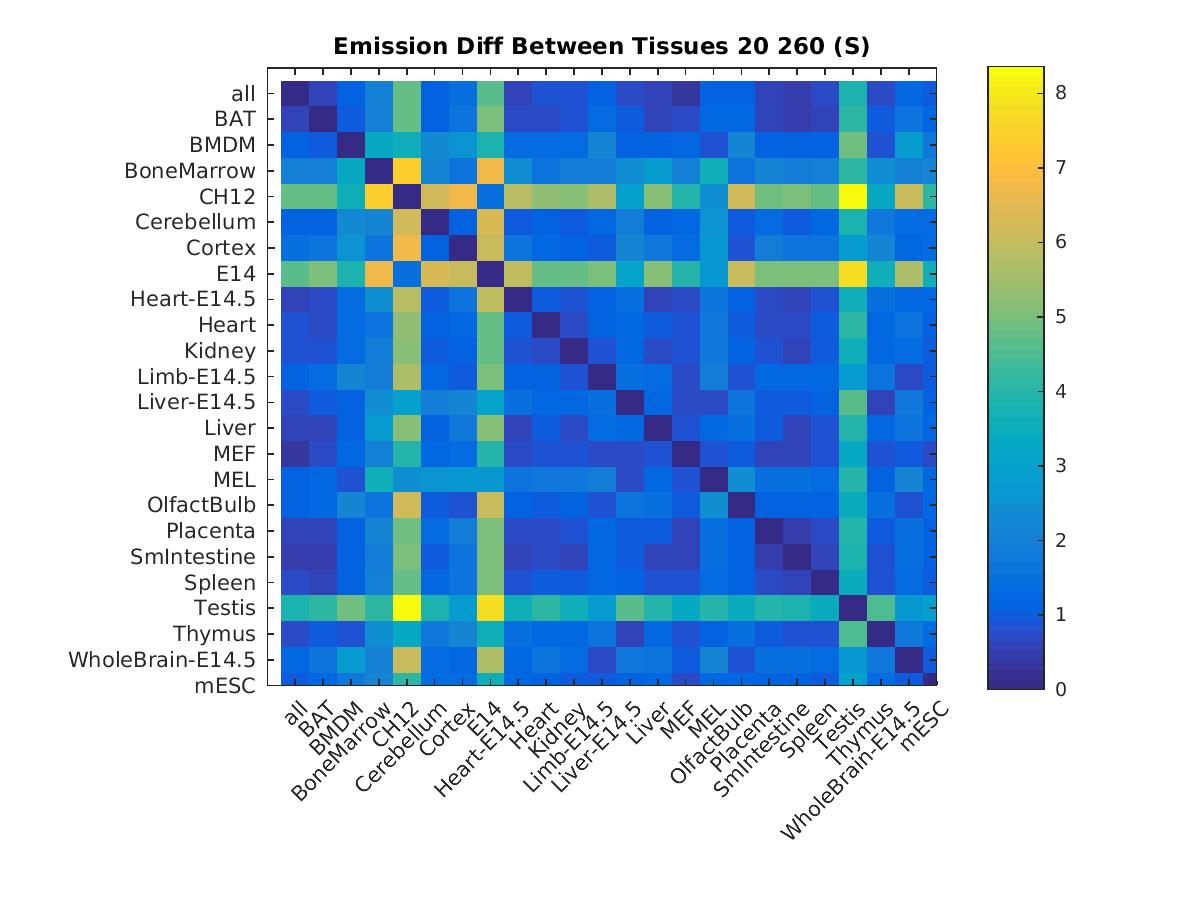 Emission Diff Between Tissues 20 260 (S)
all
BAT
BMDM
BoneMarrow
CH12
Cerebellum
Cortex
E14
Heart-E14.5
Heart
Kidney
Limb-E14.5
Liver-E14.5
Liver
MEF
MEL
OlfactBulb
Placenta
SmIntestine
Spleen
Testis
Thymus
WholeBrain-E14.5
mESC
all
BAT
BMDM
BoneMarrow
CH12
Cerebellum
Cortex
E14
Heart-E14.5
Heart
Kidney
Limb-E14.5
Liver-E14.5
Liver
MEF
MEL
OlfactBulb
Placenta
SmIntestine
Spleen
Testis
Thymus
WholeBrain-E14.5
mESC
8
7
6
5
4
3
2
1
0